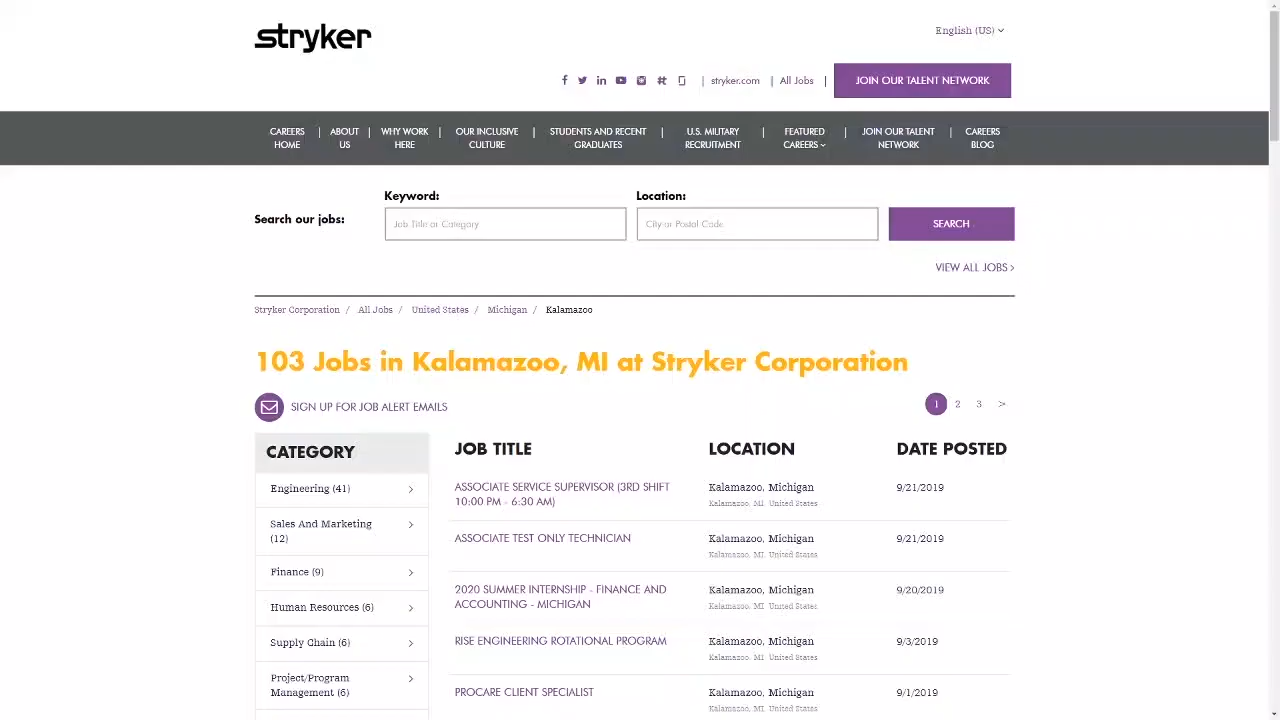 stryker
English (US)
stryker.com | All Jobs |
JOIN OUR TALENT NETWORK
CAREERS HOME | ABOUT US | WHY WORK HERE | OUR INCLUSIVE CULTURE | STUDENTS AND RECENT GRADUATES | U.S. MILITARY RECRUITMENT | FEATURED CAREERS | JOIN OUR TALENT NETWORK | CAREERS BLOG
Search our jobs:
Keyword:
Job Title or Category
Location:
City or Postal Code
SEARCH
VIEW ALL JOBS >
Stryker Corporation / All Jobs / United States / Michigan / Kalamazoo
103 Jobs in Kalamazoo, MI at Stryker Corporation
SIGN UP FOR JOB ALERT EMAILS
1 2 3 >
CATEGORY
Engineering (41)
Sales And Marketing
(12)
Finance (9)
Human Resources (6)
Supply Chain (6)
Project/Program
Management (6)
JOB TITLE LOCATION DATE POSTED
ASSOCIATE SERVICE SUPERVISOR (3RD SHIFT
10:00 PM - 6:30 AM)
Kalamazoo, Michigan
Kalamazoo, MI, United States
9/21/2019
ASSOCIATE TEST ONLY TECHNICIAN
Kalamazoo, Michigan
Kalamazoo, MI, United States
9/21/2019
2020 SUMMER INTERNSHIP - FINANCE AND
ACCOUNTING - MICHIGAN
Kalamazoo, Michigan
Kalamazoo, MI, United States
9/20/2019
RISE ENGINEERING ROTATIONAL PROGRAM
Kalamazoo, Michigan
Kalamazoo, MI, United States
9/3/2019
PROCARE CLIENT SPECIALIST
Kalamazoo, Michigan
Kalamazoo, MI, United States
9/1/2019